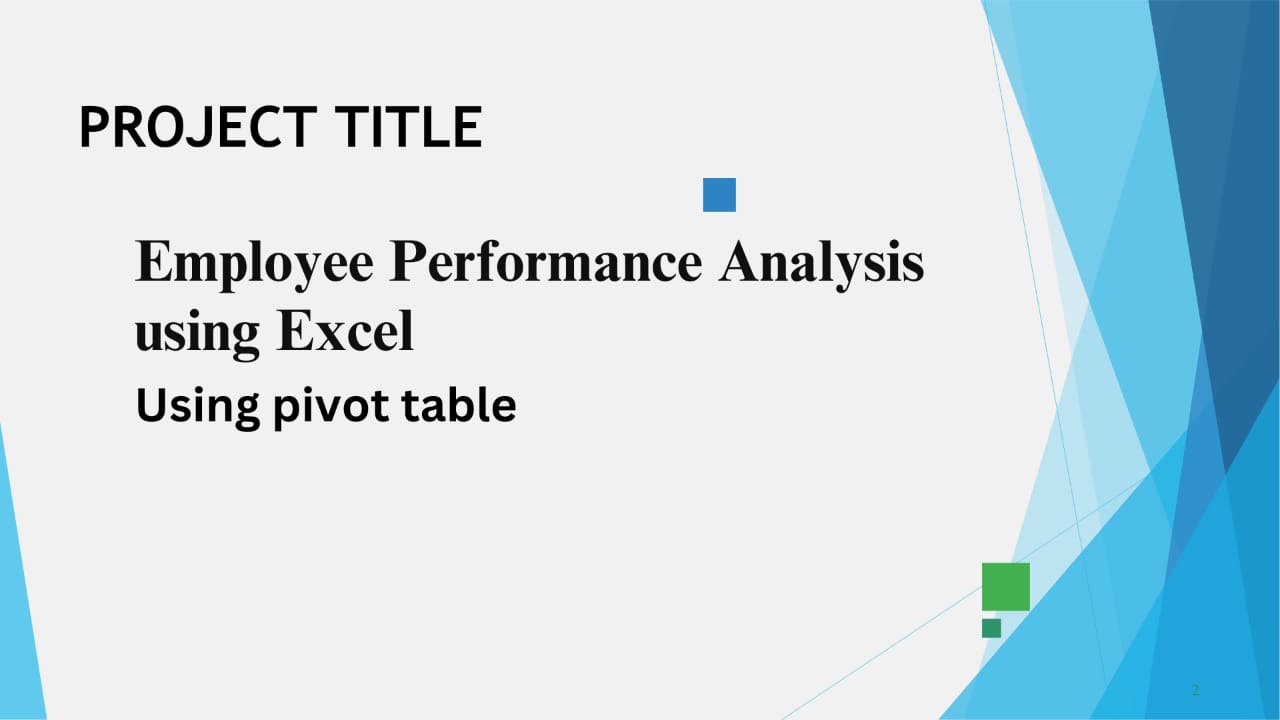 PROJECT TITLE
Employee Performance Analysis
using Excel
Using pivot table
2